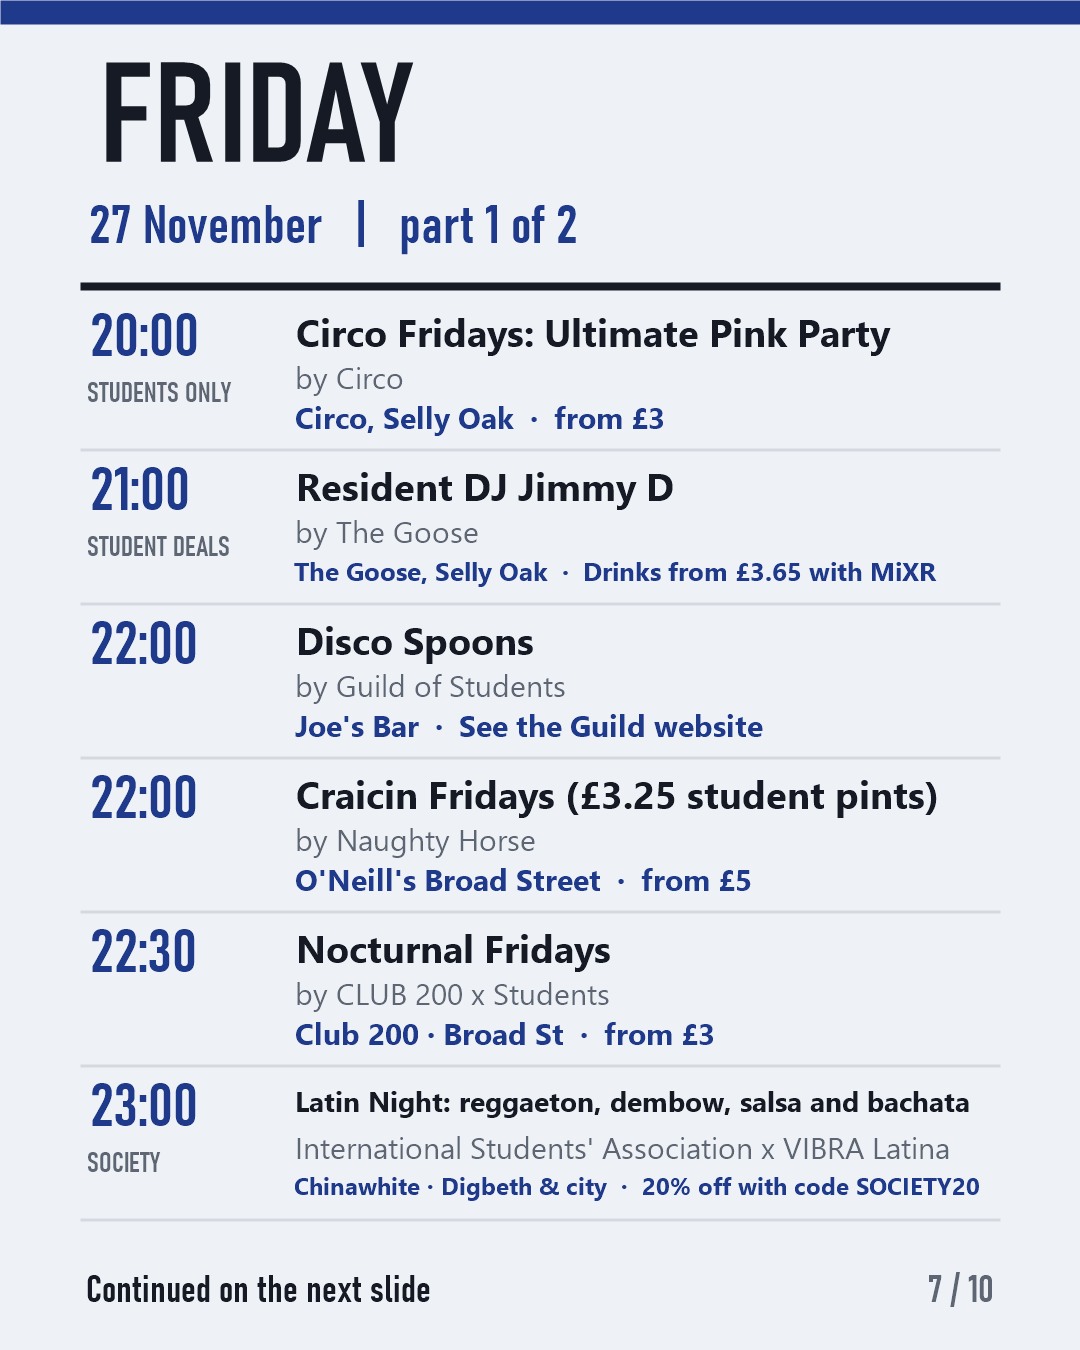 FRIDAY
27 November | part 1 of 2
20:00
STUDENTS ONLY
Circo Fridays: Ultimate Pink Party
by Circo
Circo, Selly Oak · from £3
21:00
STUDENT DEALS
Resident DJ Jimmy D
by The Goose
The Goose, Selly Oak · Drinks from £3.65 with MiXR
22:00
Disco Spoons
by Guild of Students
Joe's Bar · See the Guild website
22:00
Craicin Fridays (£3.25 student pints)
by Naughty Horse
O'Neill's Broad Street · from £5
22:30
Nocturnal Fridays
by CLUB 200 x Students
Club 200 · Broad St · from £3
23:00
SOCIETY
Latin Night: reggaeton, dembow, salsa and bachata
International Students' Association x VIBRA Latina
Chinawhite · Digbeth & city · 20% off with code SOCIETY20
Continued on the next slide
7 / 10